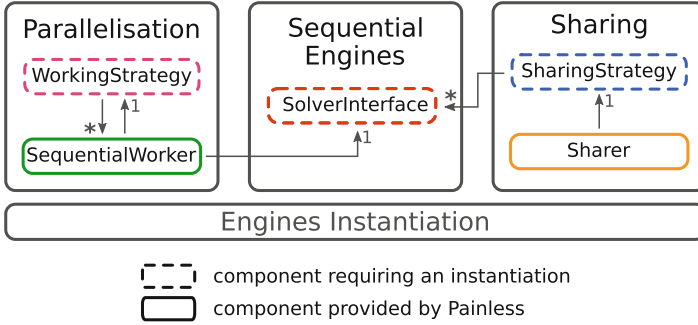 Parallelisation
WorkingStrategy
*
1
SequentialWorker
Sequential
Engines
SolverInterface
*
1
Sharing
SharingStrategy
1
Sharer
Engines Instantiation
component requiring an instantiation
component provided by Painless